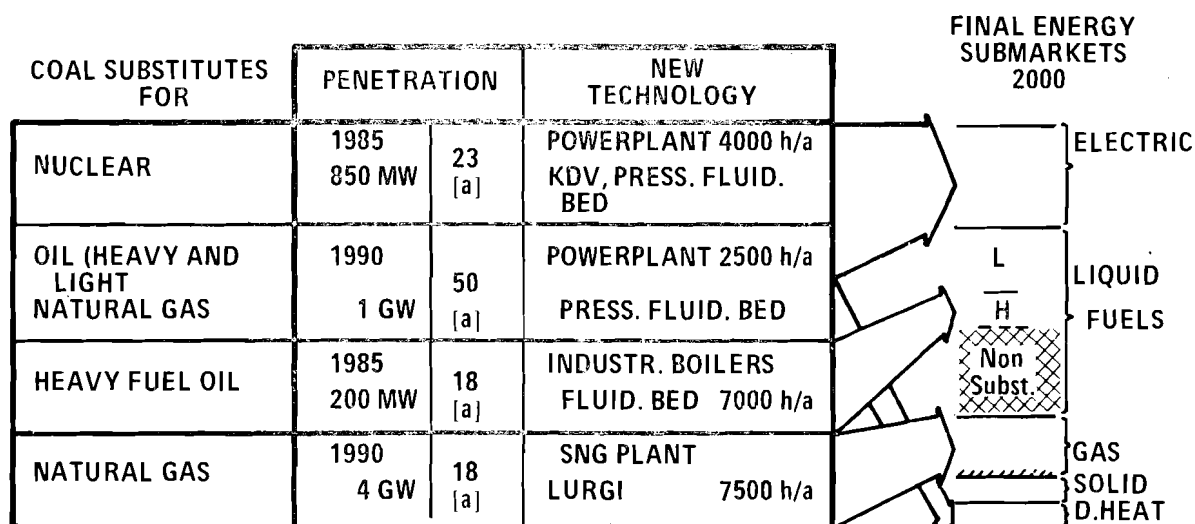 FINAL ENERGY
SUBMARKETS
2000
COAL SUBSTITUTES
FOR
PENETRATION
NEW
TECHNOLOGY
NUCLEAR
1985
850 MW
23
[a]
POWERPLANT 4000 h/a
KDV, PRESS. FLUID.
BED
ELECTRIC
OIL (HEAVY AND
LIGHT
NATURAL GAS
1990
1 GW
50
[a]
POWERPLANT 2500 h/a
PRESS. FLUID. BED
L
H
LIQUID
FUELS
Non
Subst.
HEAVY FUEL OIL
1985
200 MW
18
[a]
INDUSTR. BOILERS
FLUID. BED 7000 h/a
NATURAL GAS
1990
4 GW
18
[a]
SNG PLANT
LURGI 7500 h/a
GAS
SOLID
D.HEAT